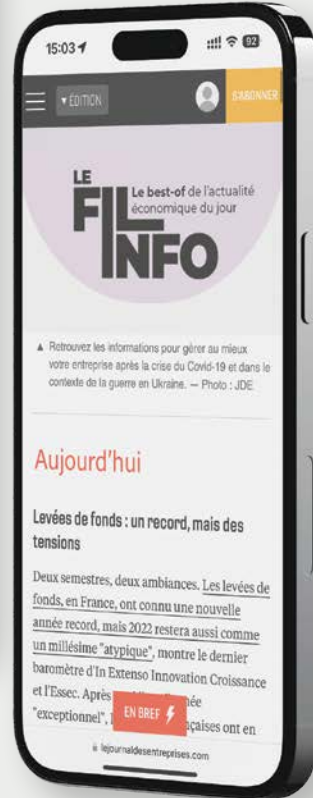 15:03
92
▾ ÉDITION
S'ABONNER
LE
FIL
INFO
Le best-of de l'actualité
économique du jour
▲ Retrouvez les informations pour gérer au mieux
votre entreprise après la crise du Covid-19 et dans le
contexte de la guerre en Ukraine. — Photo : JDE
Aujourd'hui
Levées de fonds : un record, mais des
tensions
Deux semestres, deux ambiances. Les levées de
fonds, en France, ont connu une nouvelle
année record, mais 2022 restera aussi comme
un millésime "atypique", montre le dernier
baromètre d'In Extenso Innovation Croissance
et l'Essec. Après
"exceptionnel",
ont en
EN BREF
lejournaldesentreprises.com